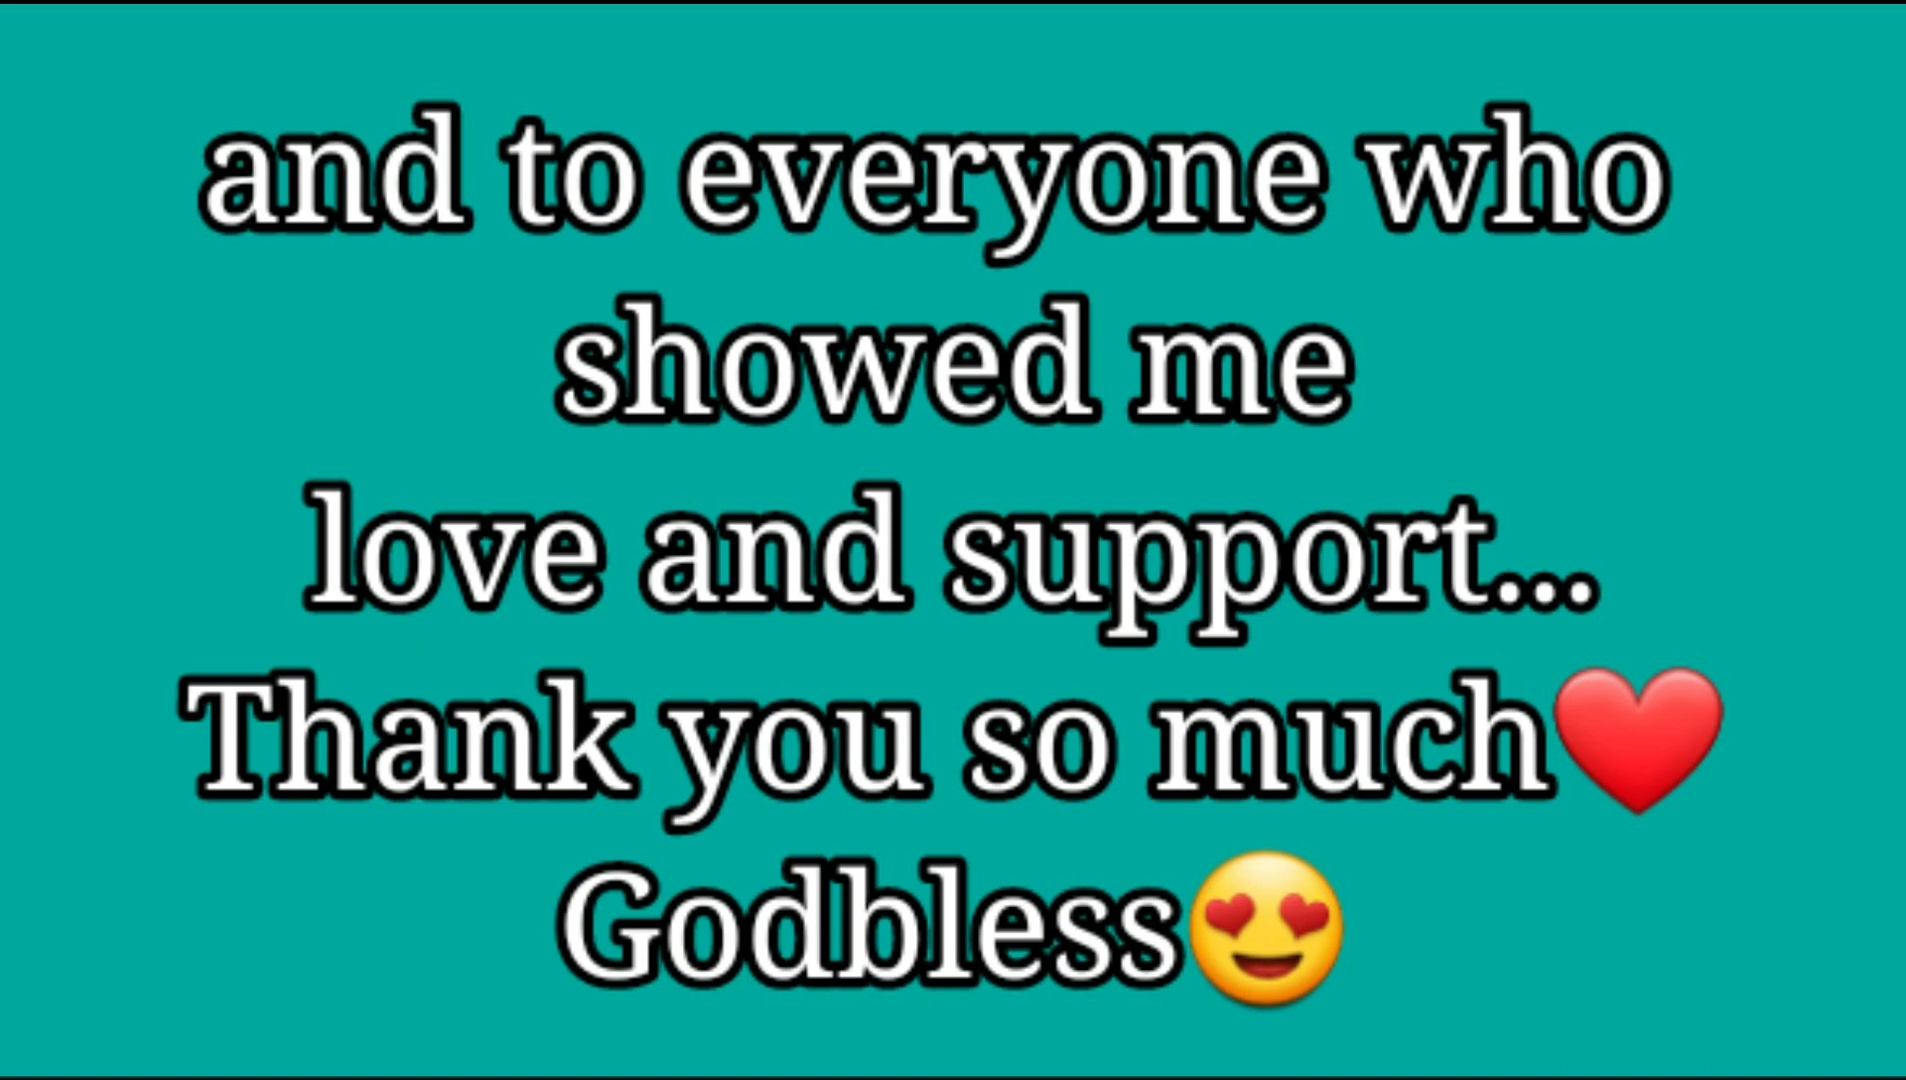 and to everyone who
showed me
love and support...
Thank you so much❤️
Godbless😍